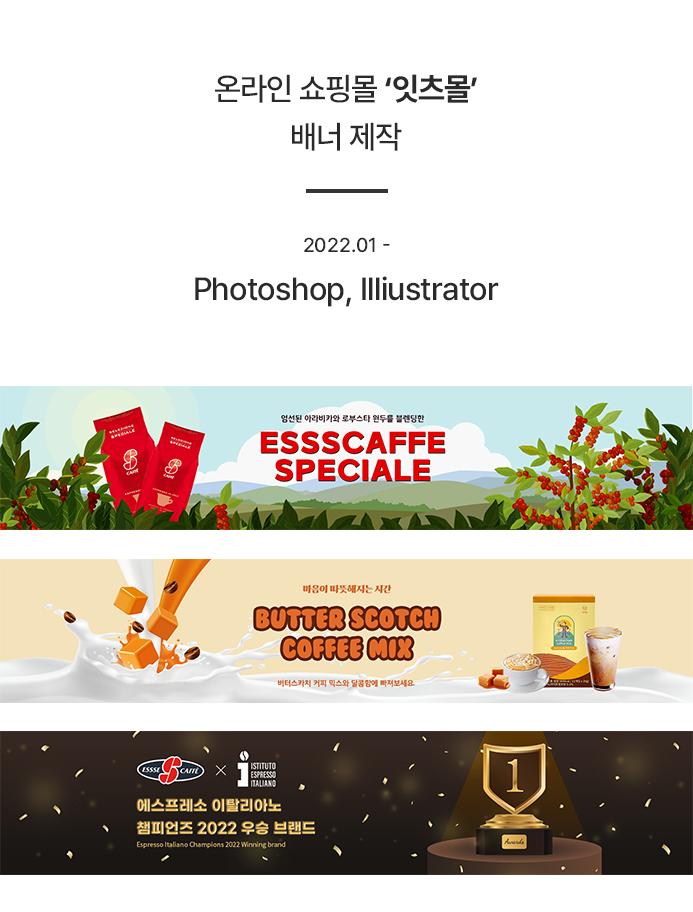 온라인 쇼핑몰 ‘잇츠몰’
배너 제작
2022.01 -
Photoshop, Illiustrator
엄선된 아라비카와 로부스타 원두를 블렌딩한
ESSSCAFFE
SPECIALE
SELEZIONE
SPECIALE
CAFFÈ
SELEZIONE
SPECIALE
CAFFÈ
마음이 따뜻해지는 시간
BUTTER SCOTCH
COFFEE MIX
버터스카치 커피 믹스와 달콤함에 빠져보세요.
ESSSE CAFFÈ
ISTITUTO
ESPRESSO
ITALIANO
에스프레소 이탈리아노
챔피언즈 2022 우승 브랜드
Espresso Italiano Champions 2022 Winning brand
1
Awards